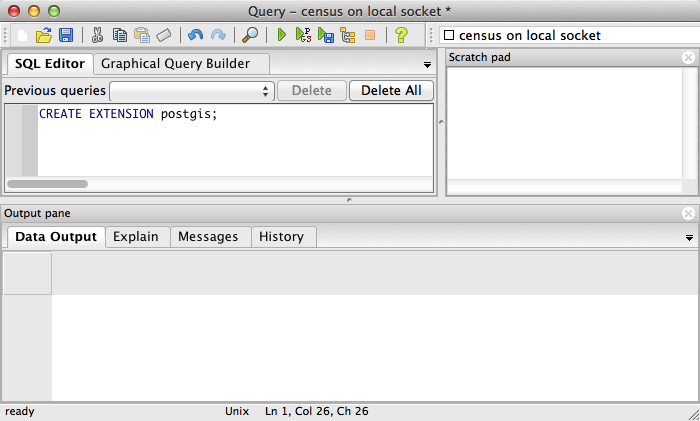 Query – census on local socket *
census on local socket
SQL Editor
Graphical Query Builder
Previous queries
Delete
Delete All
CREATE EXTENSION postgis;
Scratch pad
Output pane
Data Output
Explain
Messages
History
ready
Unix
Ln 1, Col 26, Ch 26